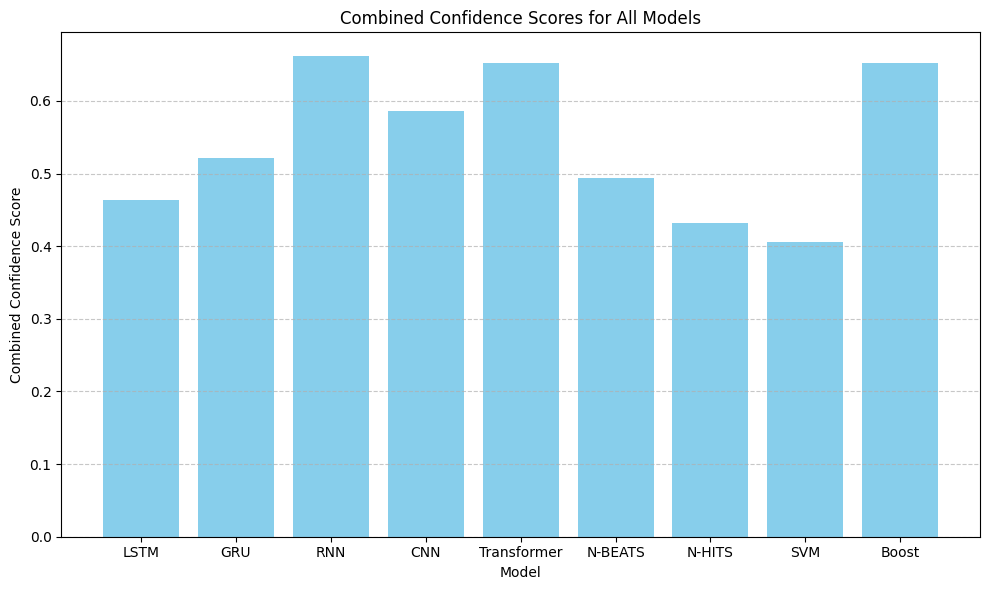 Combined Confidence Scores for All Models
Combined Confidence Score
0.6
0.5
0.4
0.3
0.2
0.1
0.0
LSTM GRU RNN CNN Transformer N-BEATS N-HITS SVM Boost
Model